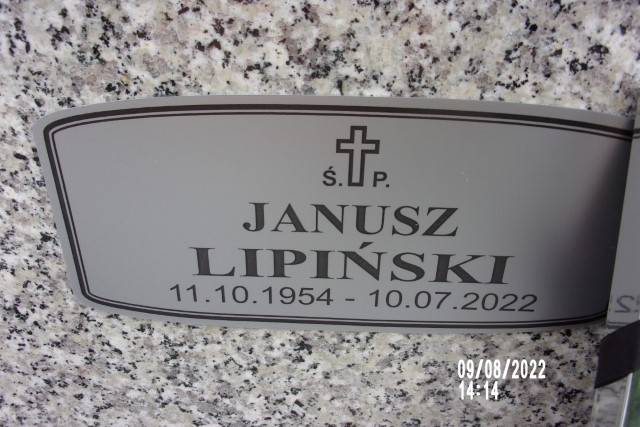 Ś. P.
JANUSZ
LIPIŃSKI
11.10.1954 - 10.07.2022
09/08/2022
14:14